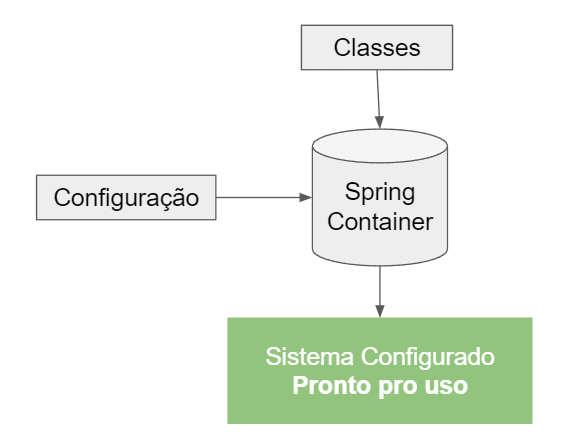 Classes
Configuração
Spring
Container
Sistema Configurado
Pronto pro uso